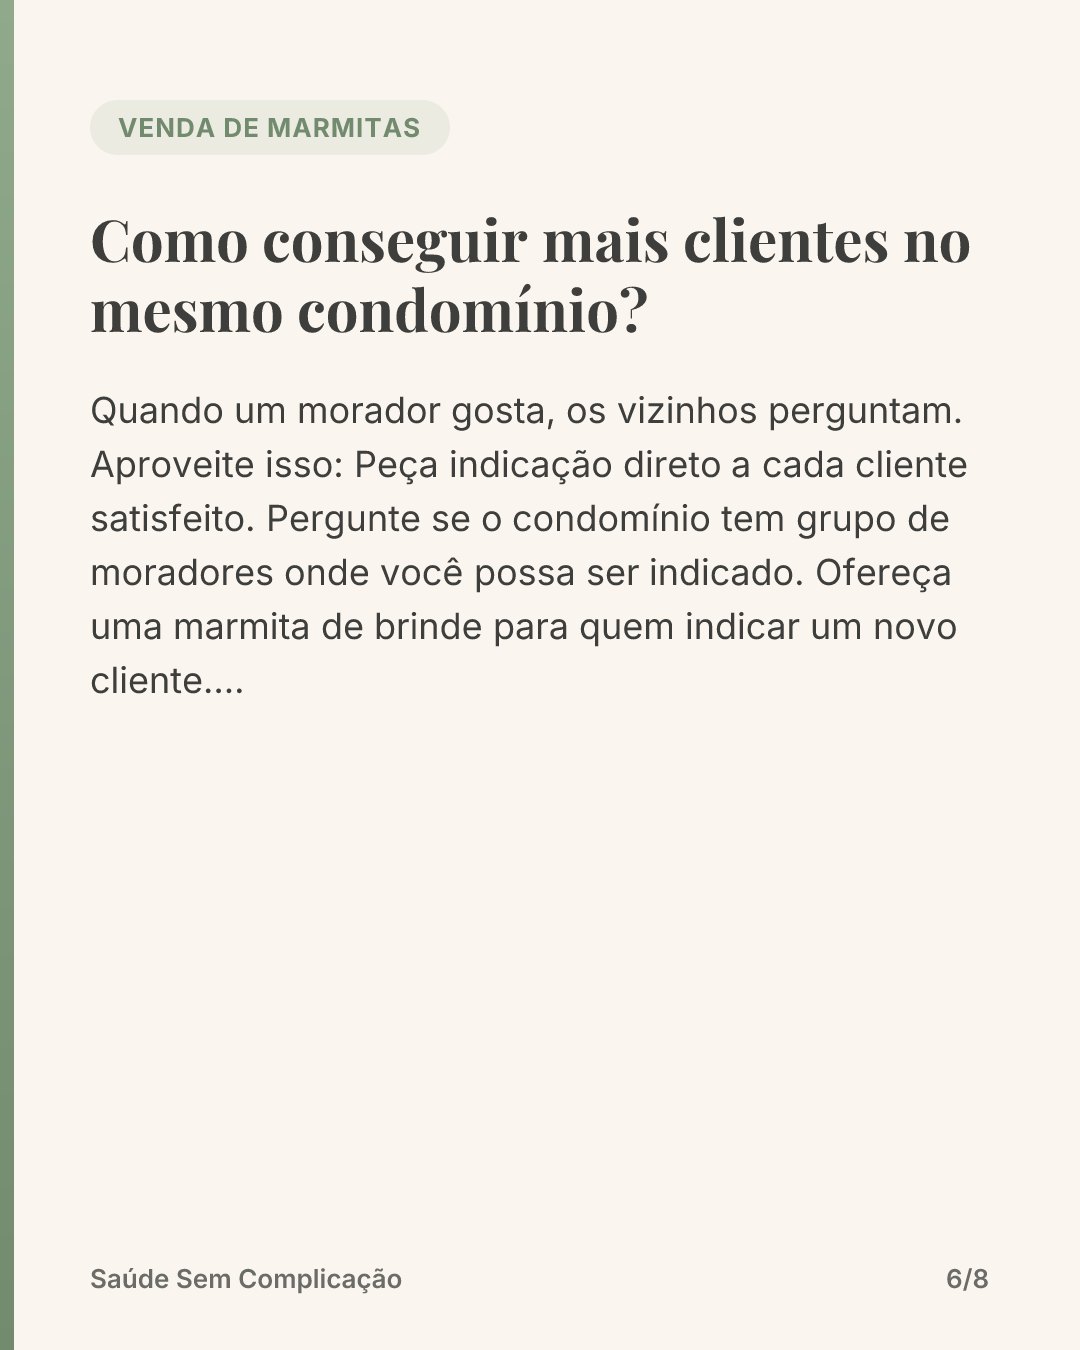 VENDA DE MARMITAS
Como conseguir mais clientes no
mesmo condomínio?
Quando um morador gosta, os vizinhos perguntam.
Aproveite isso: Peça indicação direto a cada cliente
satisfeito. Pergunte se o condomínio tem grupo de
moradores onde você possa ser indicado. Ofereça
uma marmita de brinde para quem indicar um novo
cliente....
Saúde Sem Complicação
6/8